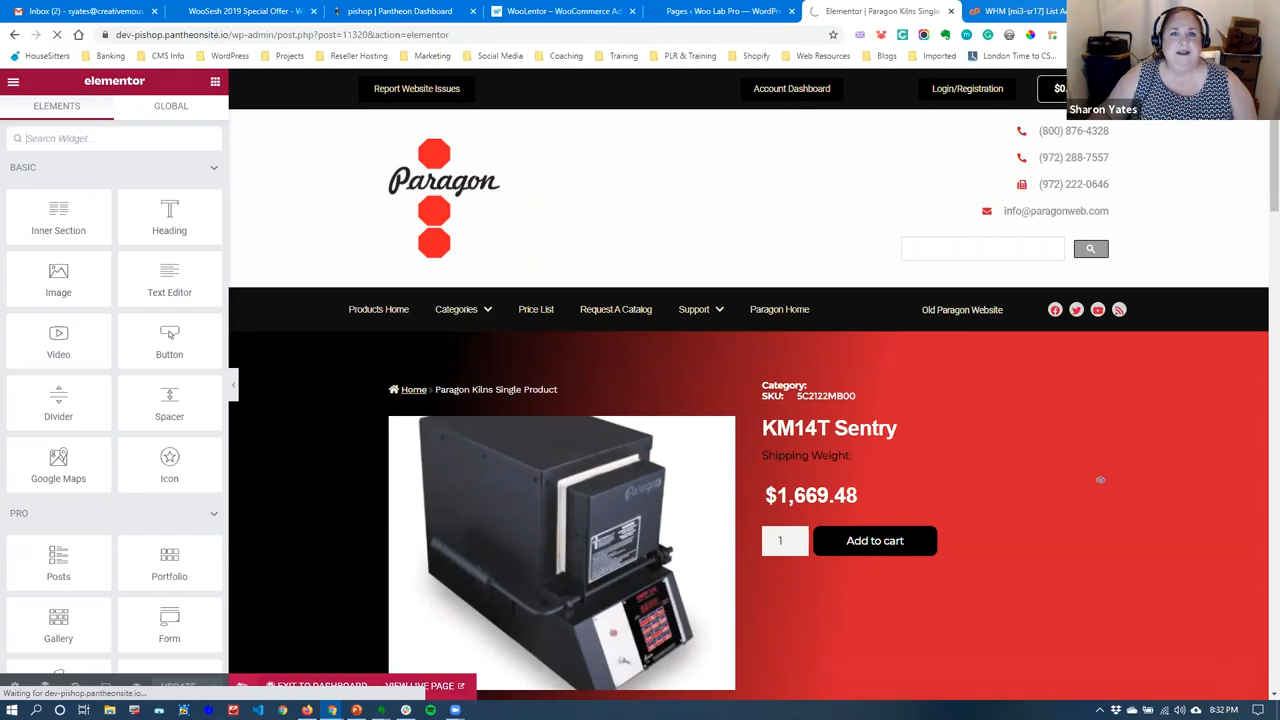 Inbox (9) - sharonymous
WooSesh 2019 Special Offer - W
pishop | Dashboard
WooLentor – WooCommerce Ad
Pages ‹ Woo Lab Pro — WordPr
Elementor | Paragon Kilns Single
WHM [mi3-sr17] List A
dev-pishop.pantheonsite.io/wp-admin/post.php?post=11320&action=elementor
HouseSitters
Banking
CMS Info
WordPress
Projects
Reseller Hosting
Marketing
Social Media
Coaching
Training
PLR & Training
Shopify
Web Resources
Blogs
Imported
London Time to CS...
Sharon Yates
elementor
ELEMENTS
GLOBAL
Search Widget...
BASIC
Inner Section
Heading
Image
Text Editor
Video
Button
Divider
Spacer
Google Maps
Icon
PRO
Posts
Portfolio
Gallery
Form
UPDATE
EXIT TO DASHBOARD
VIEW LIVE PAGE
Waiting for dev-pishop.pantheonsite.io...
Report Website Issues
Account Dashboard
Login/Registration
$0.
Paragon
(800) 876-4328
(972) 288-7557
(972) 222-0646
info@paragonweb.com
Products Home
Categories
Price List
Request A Catalog
Support
Paragon Home
Old Paragon Website
Home > Paragon Kilns Single Product
Category:
SKU: 5C2122MB00
KM14T Sentry
Shipping Weight:
$1,669.48
1
Add to cart
Paragon
8:32 PM